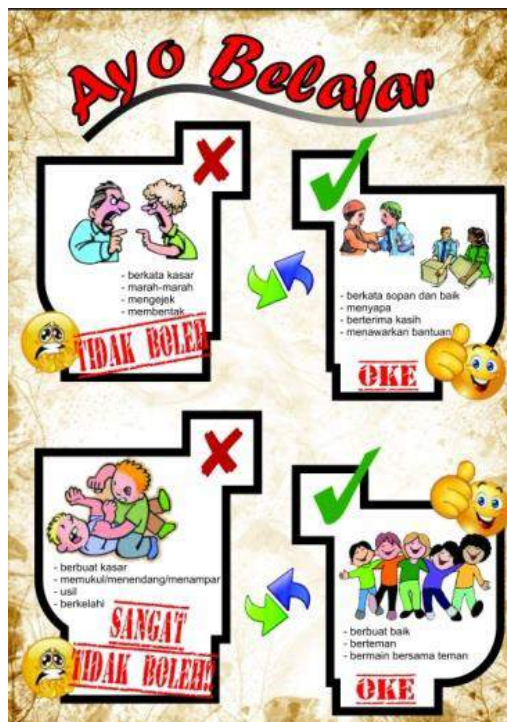 Ayo Belajar
- berkata kasar
- marah-marah
- mengejek
- membentak
TIDAK BOLEH
- berkata sopan dan baik
- menyapa
- berterima kasih
- menawarkan bantuan
OKE
- berbuat kasar
- memukul/menendang/menampar
- usil
- berkelahi
SANGAT
TIDAK BOLEH!!
- berbuat baik
- berteman
- bermain bersama teman
OKE